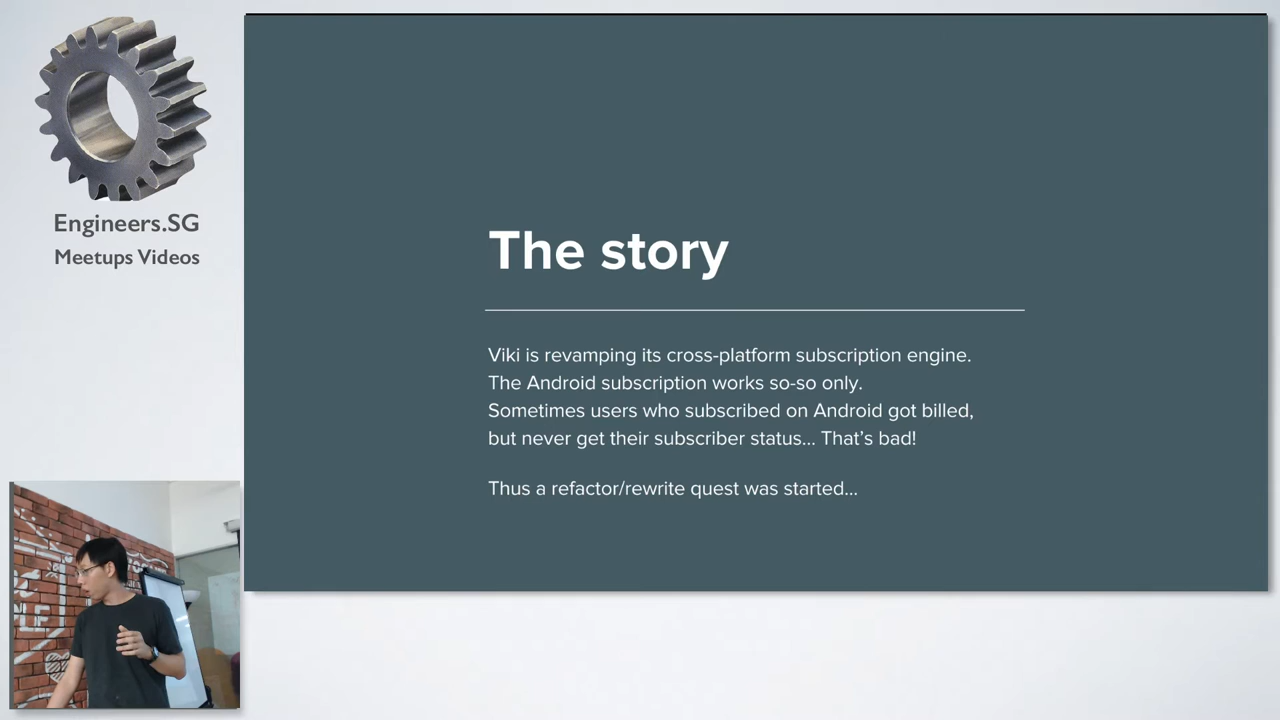 Engineers.SG
Meetups Videos
The story
Viki is revamping its cross-platform subscription engine.
The Android subscription works so-so only.
Sometimes users who subscribed on Android got billed,
but never get their subscriber status... That's bad!
Thus a refactor/rewrite quest was started...